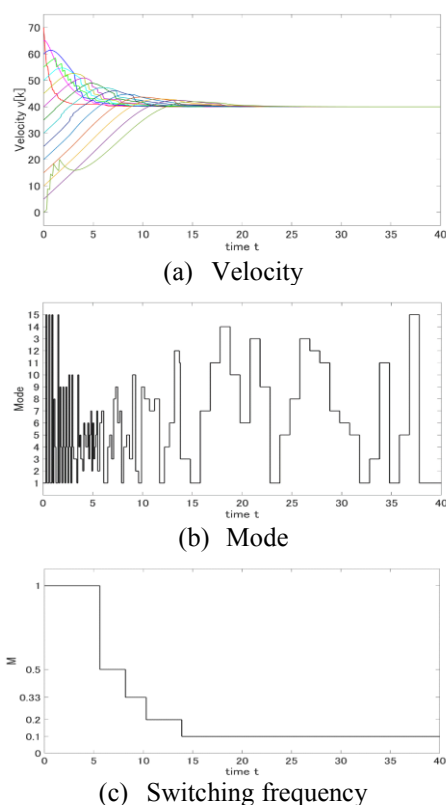 75
70
60
50
40
30
20
10
0
Velocity v[k]
0 5 10 15 20 25 30 35 40
time t
(a) Velocity
15
14
13
12
11
10
9
8
7
6
5
4
3
2
1
Mode
0 5 10 15 20 25 30 35 40
time t
(b) Mode
1
0.5
0.33
0.2
0.1
0
M
0 5 10 15 20 25 30 35 40
time t
(c) Switching frequency